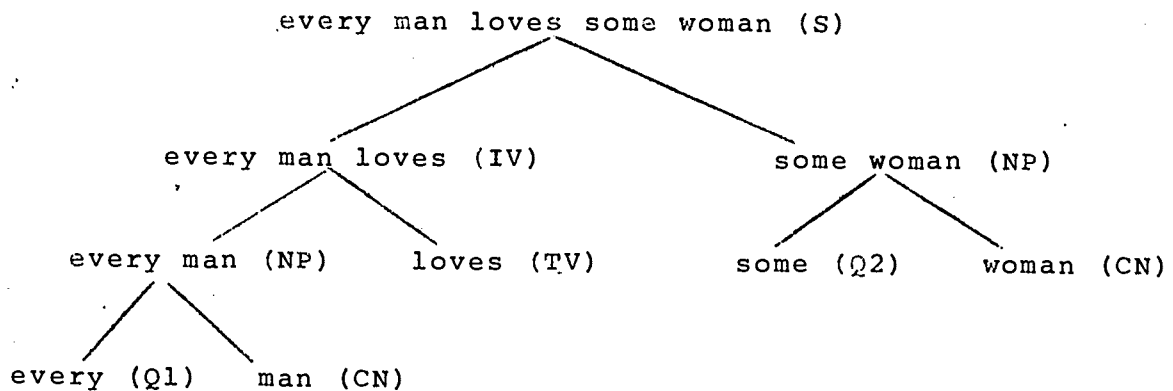 every man loves some woman (S)
every man loves (IV) some woman (NP)
every man (NP) loves (TV) some (Q2) woman (CN)
every (Q1) man (CN)